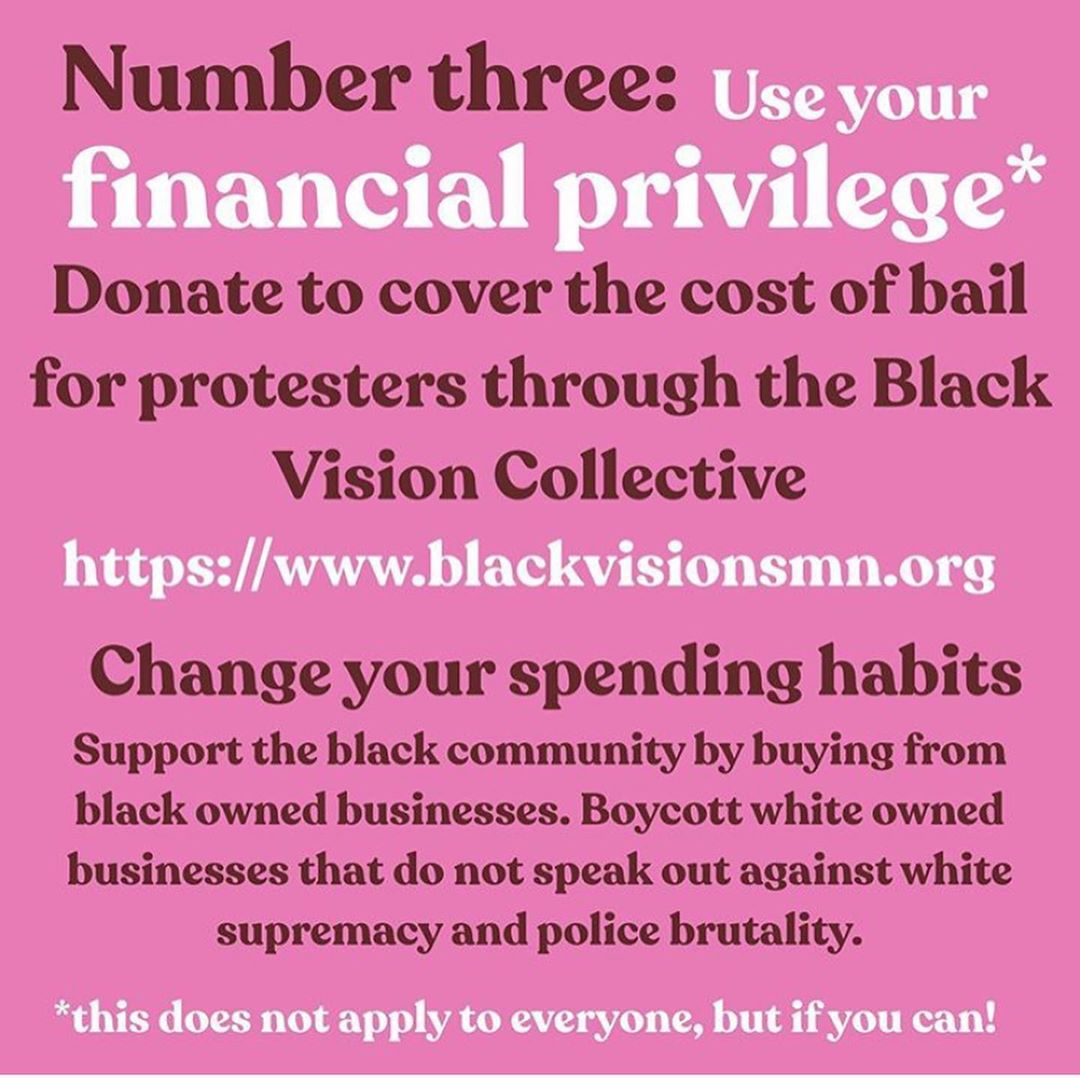 Number three: Use your
financial privilege*
Donate to cover the cost of bail
for protesters through the Black
Vision Collective
https://www.blackvisionsmn.org
Change your spending habits
Support the black community by buying from
black owned businesses. Boycott white owned
businesses that do not speak out against white
supremacy and police brutality.
*this does not apply to everyone, but if you can!